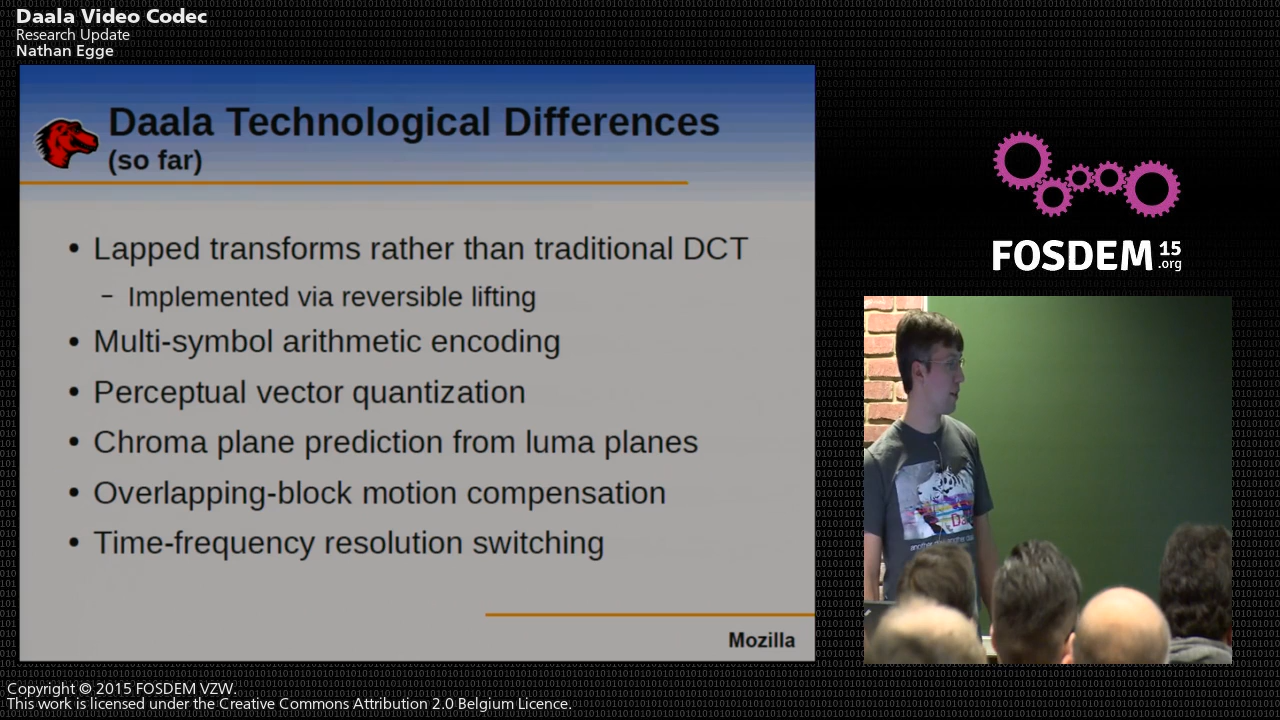 Daala Video Codec
Research Update
Nathan Egge
Daala Technological Differences
(so far)
• Lapped transforms rather than traditional DCT
– Implemented via reversible lifting
• Multi-symbol arithmetic encoding
• Perceptual vector quantization
• Chroma plane prediction from luma planes
• Overlapping-block motion compensation
• Time-frequency resolution switching
Mozilla
FOSDEM 15
.org
Copyright © 2015 FOSDEM VZW.
This work is licensed under the Creative Commons Attribution 2.0 Belgium Licence.